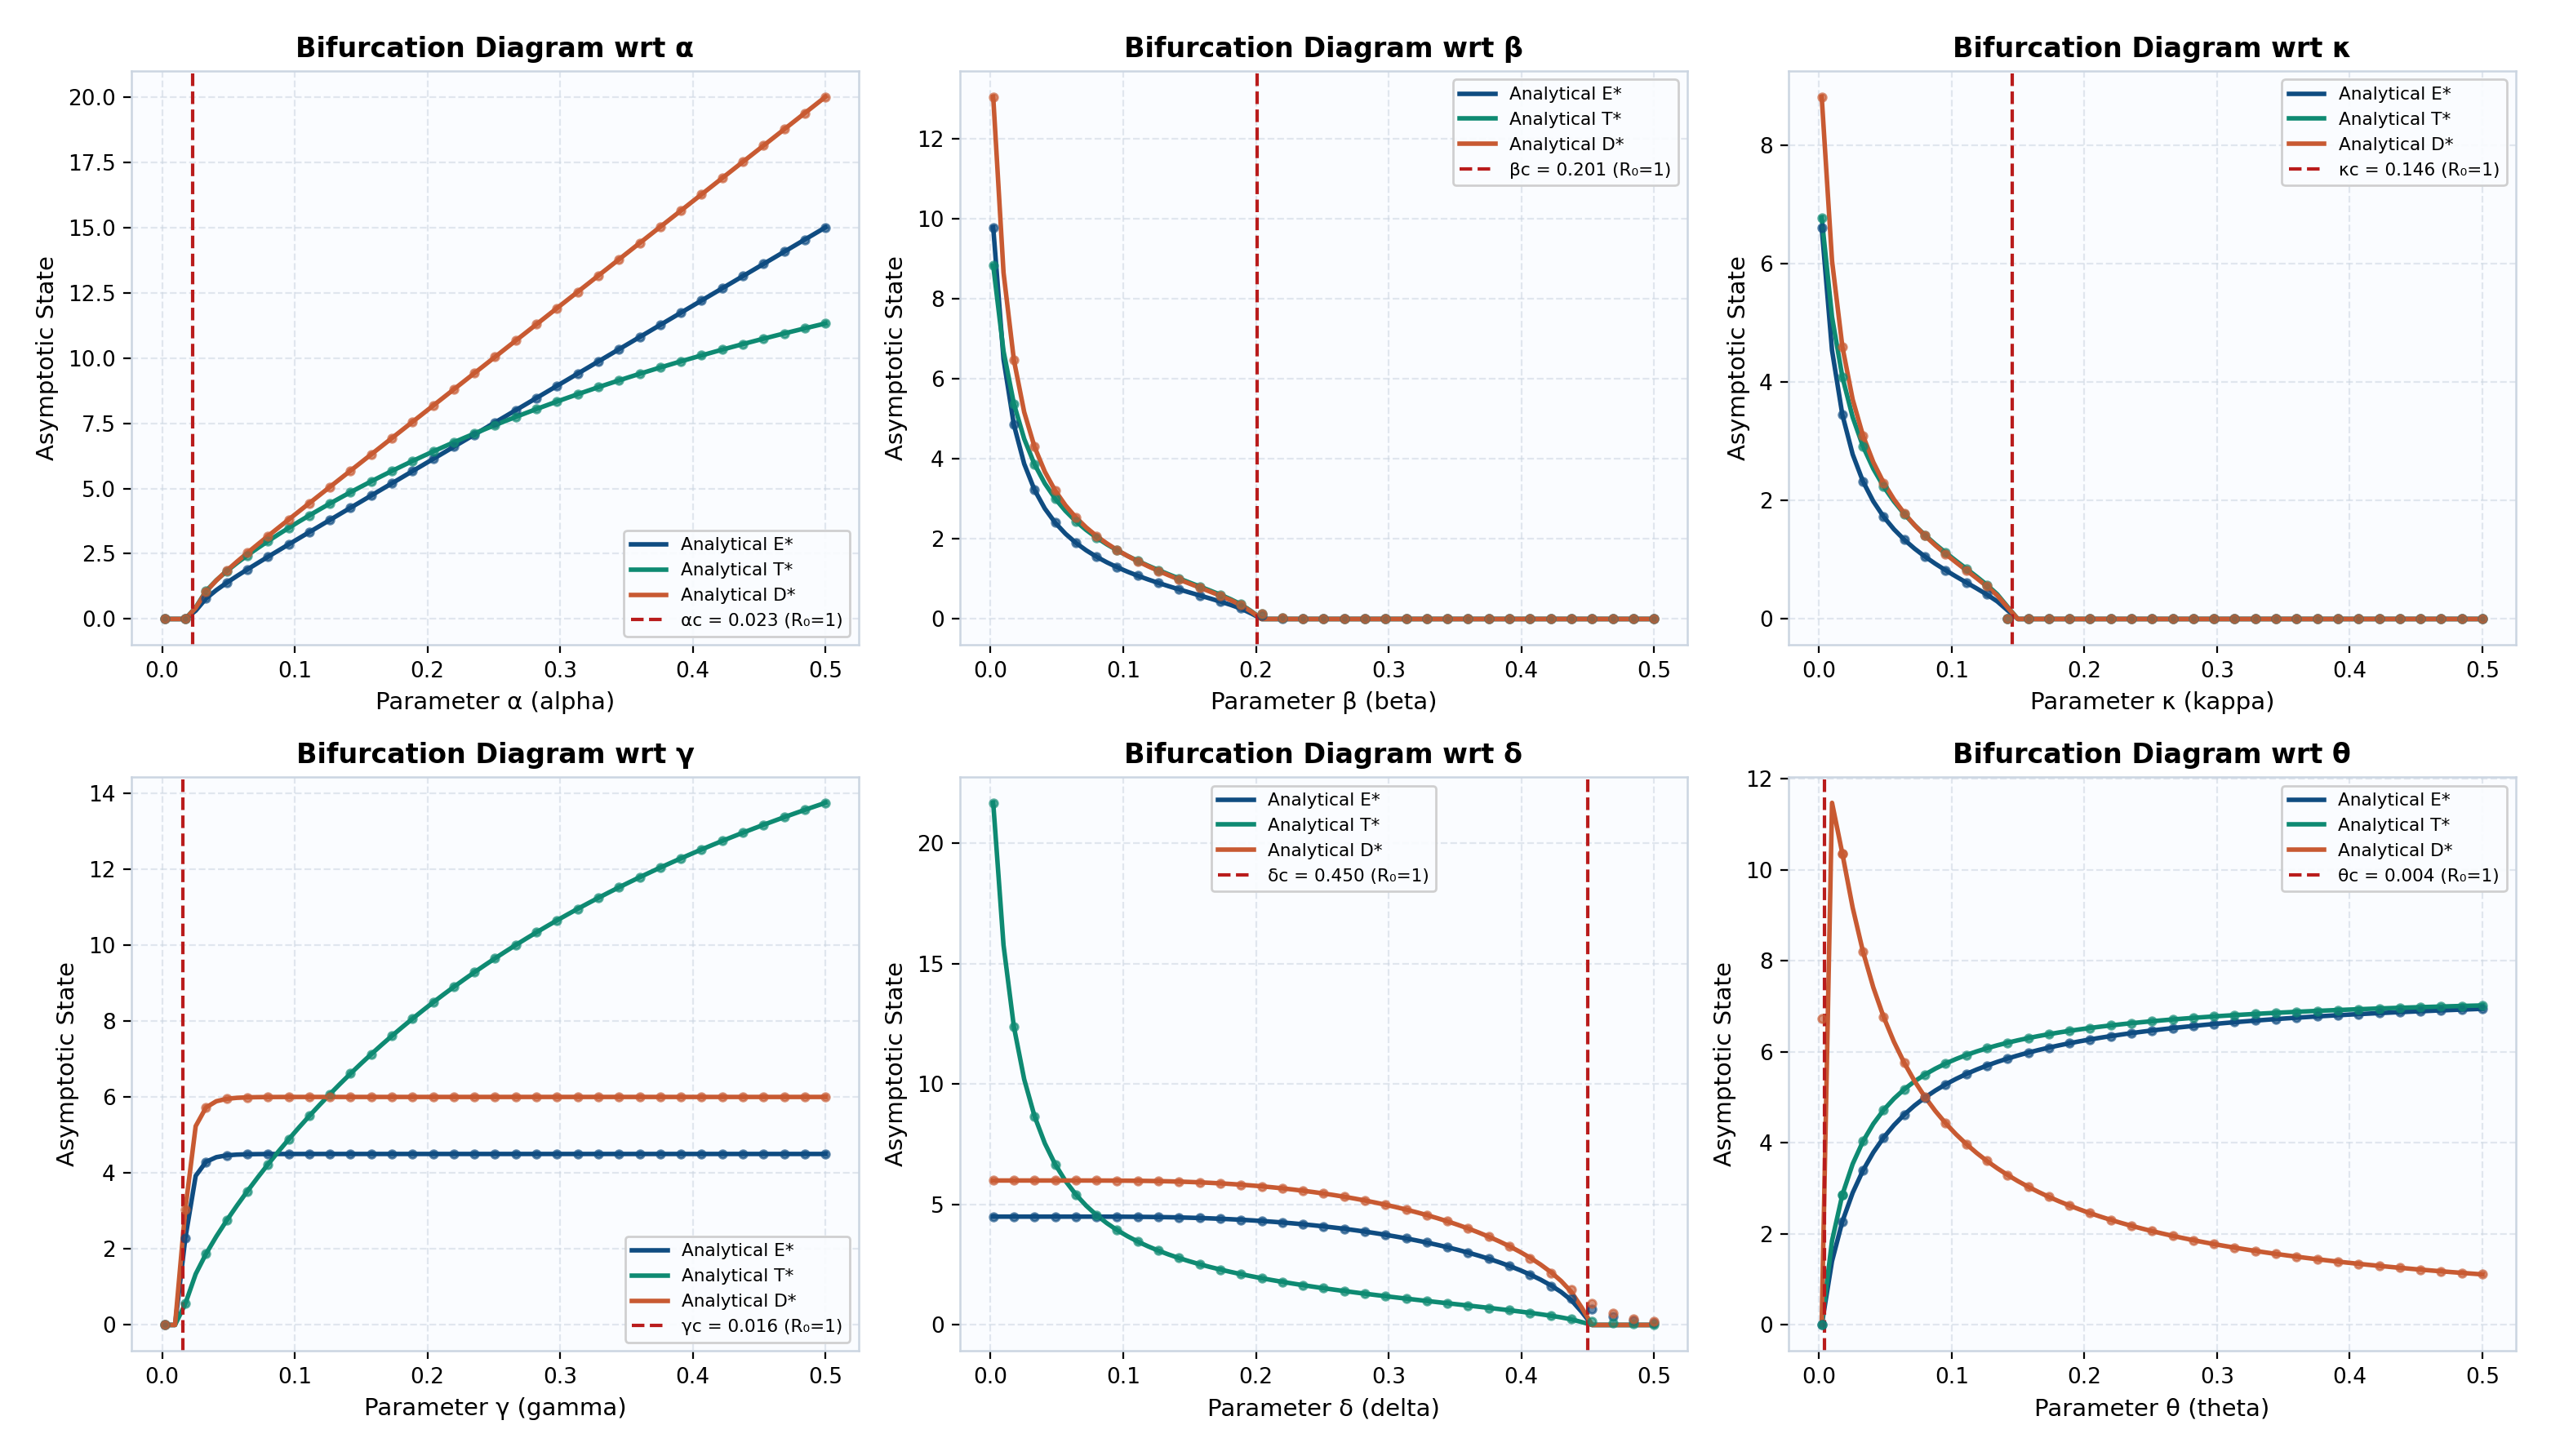 Bifurcation Diagram wrt α
20.0
17.5
15.0
12.5
10.0
7.5
5.0
2.5
0.0
Asymptotic State
Analytical E*
Analytical T*
Analytical D*
αc = 0.023 (R₀=1)
0.0 0.1 0.2 0.3 0.4 0.5
Parameter α (alpha)
Bifurcation Diagram wrt β
12
10
8
6
4
2
0
Asymptotic State
Analytical E*
Analytical T*
Analytical D*
βc = 0.201 (R₀=1)
0.0 0.1 0.2 0.3 0.4 0.5
Parameter β (beta)
Bifurcation Diagram wrt κ
8
6
4
2
0
Asymptotic State
Analytical E*
Analytical T*
Analytical D*
κc = 0.146 (R₀=1)
0.0 0.1 0.2 0.3 0.4 0.5
Parameter κ (kappa)
Bifurcation Diagram wrt γ
14
12
10
8
6
4
2
0
Asymptotic State
Analytical E*
Analytical T*
Analytical D*
γc = 0.016 (R₀=1)
0.0 0.1 0.2 0.3 0.4 0.5
Parameter γ (gamma)
Bifurcation Diagram wrt δ
20
15
10
5
0
Asymptotic State
Analytical E*
Analytical T*
Analytical D*
δc = 0.450 (R₀=1)
0.0 0.1 0.2 0.3 0.4 0.5
Parameter δ (delta)
Bifurcation Diagram wrt θ
12
10
8
6
4
2
0
Asymptotic State
Analytical E*
Analytical T*
Analytical D*
θc = 0.004 (R₀=1)
0.0 0.1 0.2 0.3 0.4 0.5
Parameter θ (theta)